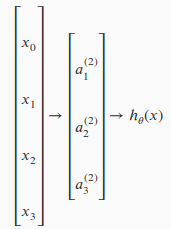 x₀
x₁
x₂
x₃
→
a₁⁽²⁾
a₂⁽²⁾
a₃⁽²⁾
→ hθ(x)